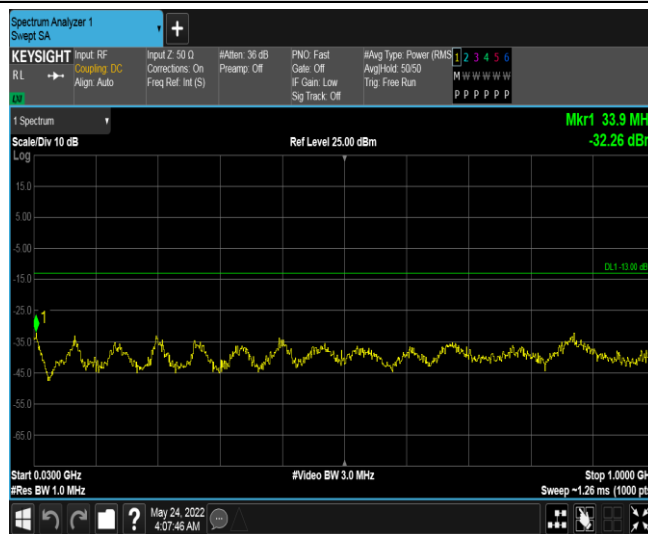 Spectrum Analyzer 1
Swept SA
+
KEYSIGHT Input: RF Input Z: 50 Ω #Atten: 36 dB PNO: Fast #Avg Type: Power (RMS 1 2 3 4 5 6
RL Coupling: DC Corrections: On Preamp: Off Gate: Off Avg|Hold: 50/50 M W W W W W
Align: Auto Freq Ref: Int (S) IF Gain: Low Trig: Free Run
Sig Track: Off P P P P P P
LXI
1 Spectrum Mkr1 33.9 MH
Scale/Div 10 dB Ref Level 25.00 dBm -32.26 dBr
Log
15.0
5.00
-5.00
DL1 -13.00 dB
-15.0
-25.0
1
-35.0
-45.0
-55.0
-65.0
Start 0.0300 GHz #Video BW 3.0 MHz Stop 1.0000 GH
#Res BW 1.0 MHz Sweep ~1.26 ms (1000 pt
? May 24, 2022
4:07:46 AM